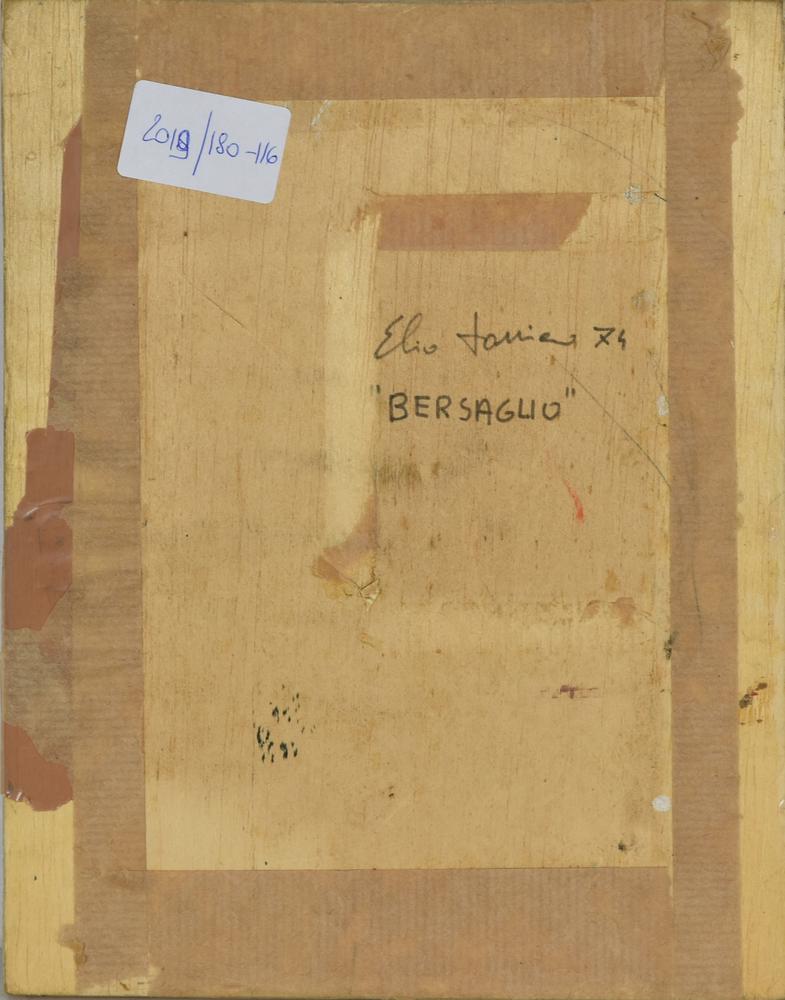 2019/180-116
Elio 74
"BERSAGLIO"